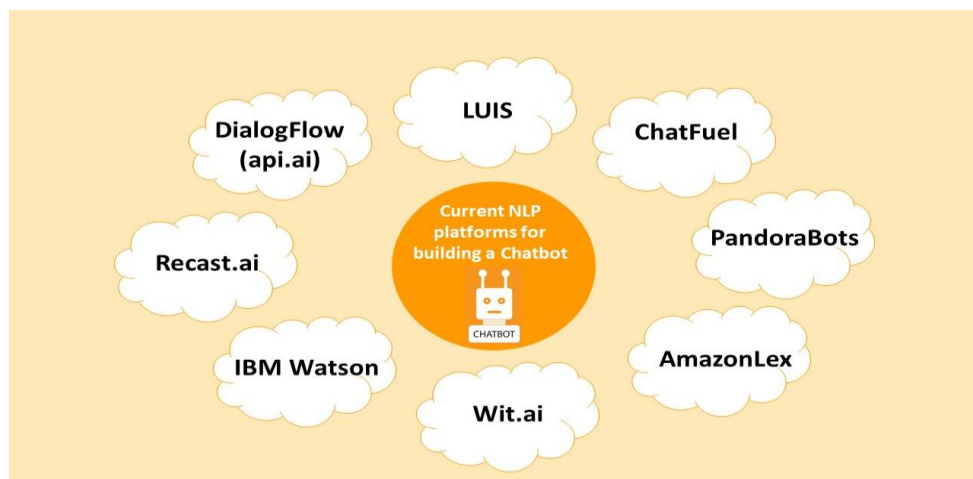 LUIS
DialogFlow
(api.ai)
ChatFuel
Current NLP
platforms for
building a Chatbot
CHATBOT
PandoraBots
Recast.ai
AmazonLex
IBM Watson
Wit.ai